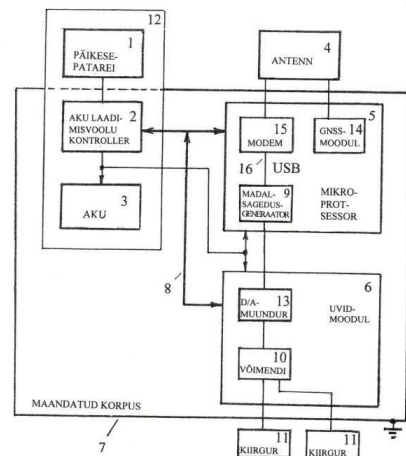 12
1
PÄIKESE-
PATAREI
2
AKU LAADI-
MISVOOLU
KONTROLLER
3
AKU
4
ANTENN
5
15
MODEM
14
GNSS-
MOODUL
16
USB
9
MADAL-
SAGEDUS-
GENERAATOR
MIKRO-
PROT-
SESSOR
8
6
13
D/A-
MUUNDUR
UVID-
MOODUL
10
VÕIMENDI
MAANDATUD KORPUS
7
11
KIIRGUR
11
KIIRGUR